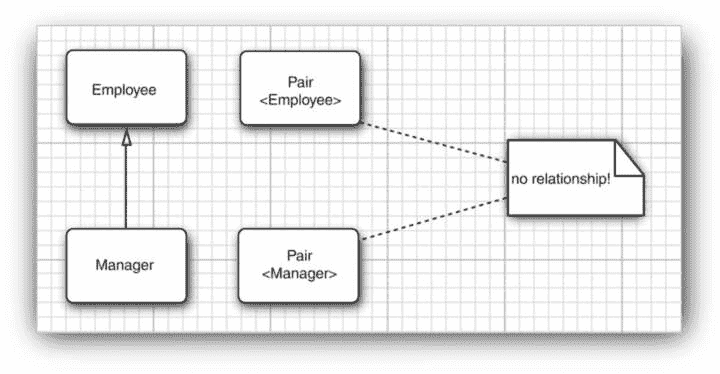 Employee
Pair
<Employee>
no relationship!
Manager
Pair
<Manager>